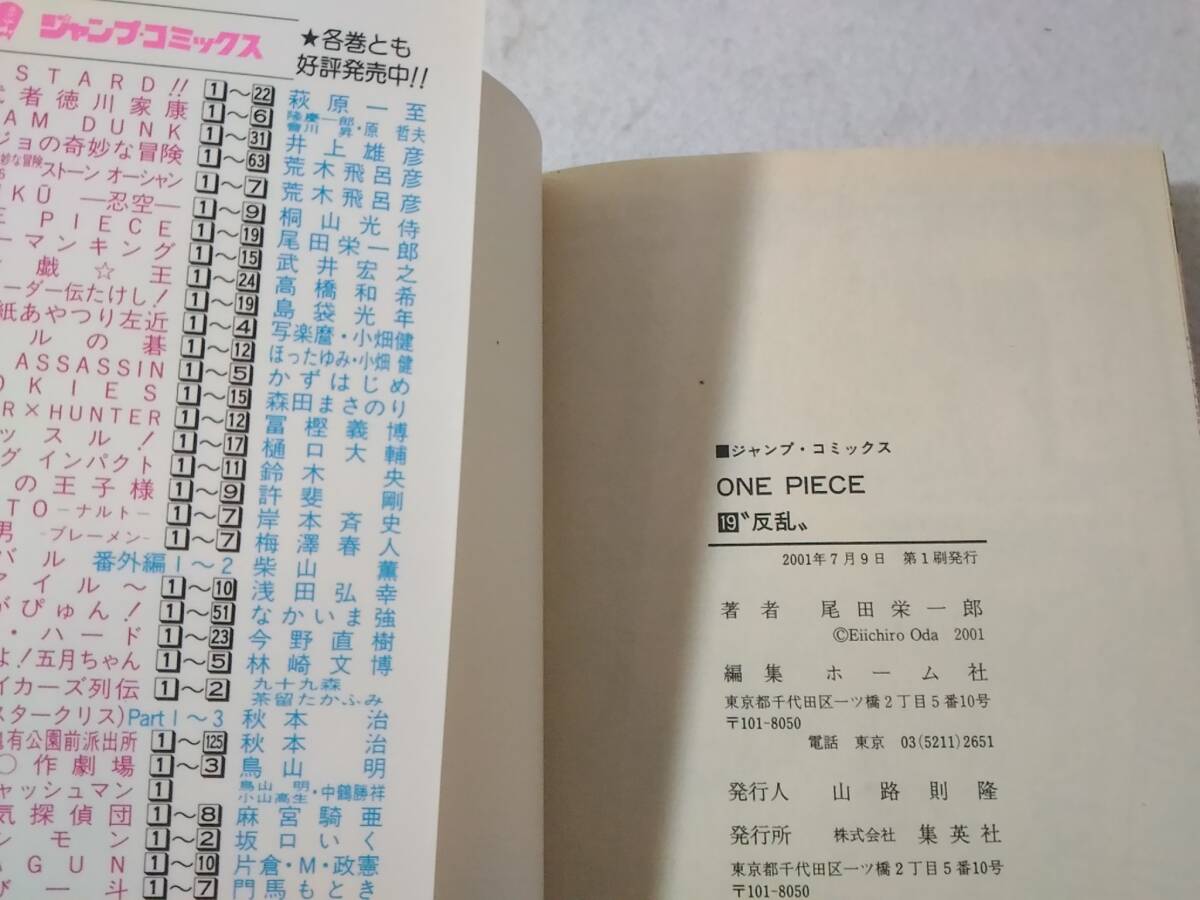 ジャンプ・コミックス
★各巻とも
好評発売中!!
STARD!! 1～22 萩原一至
者徳川家康 1～6 隆慶一郎・會川昇・原哲夫
AM DUNK 1～31 井上雄彦
ジョの奇妙な冒険 1～63 荒木飛呂彦
ストーン オーシャン 1～7 荒木飛呂彦
KŪ ―忍空― 1～9 桐山光侍
E PIECE 1～19 尾田栄一郎
ーマンキング 1～15 武井宏之
戯☆王 1～24 高橋和希
ーダー伝たけし! 1～19 島袋光年
紙あやつり左近 1～4 写楽麿・小畑健
ルの碁 1～12 ほったゆみ・小畑健
ASSASSIN 1～5 かずはじめ
OKIES 1～15 森田まさのり
R×HUNTER 1～12 冨樫義博
ッスル! 1～17 樋口大輔
グ インパクト 1～11 鈴木央
の王子様 1～9 許斐剛
TO―ナルト― 1～7 岸本斉史
男 -ブレーメン- 1～7 梅澤春人
バル 番外編1～2 柴山薫
アイル～ 1～10 浅田弘幸
がぴゅん! 1～51 なかいま強
・ハード 1～23 今野直樹
よ!五月ちゃん 1～5 林崎文博
イカーズ列伝 1～2 九十九森 茶留たかふみ
スタークリス)Part1～3 秋本治
有公園前派出所 1～125 秋本治
○作劇場 1～3 鳥山明
ャッシュマン 1 鳥山明 小山高生・中鶴勝祥
気探偵団 1～8 麻宮騎亜
シモン 1～2 坂口いく
GUN 1～10 片倉・M・政憲
び一斗 1～7 門馬もとき
■ジャンプ・コミックス
ONE PIECE
19〝反乱〟
2001年7月9日 第1刷発行
著者 尾田栄一郎
©Eiichiro Oda 2001
編集 ホーム社
東京都千代田区一ツ橋2丁目5番10号
〒101-8050
電話 東京 03(5211)2651
発行人 山路則隆
発行所 株式会社 集英社
東京都千代田区一ツ橋2丁目5番10号
〒101-8050